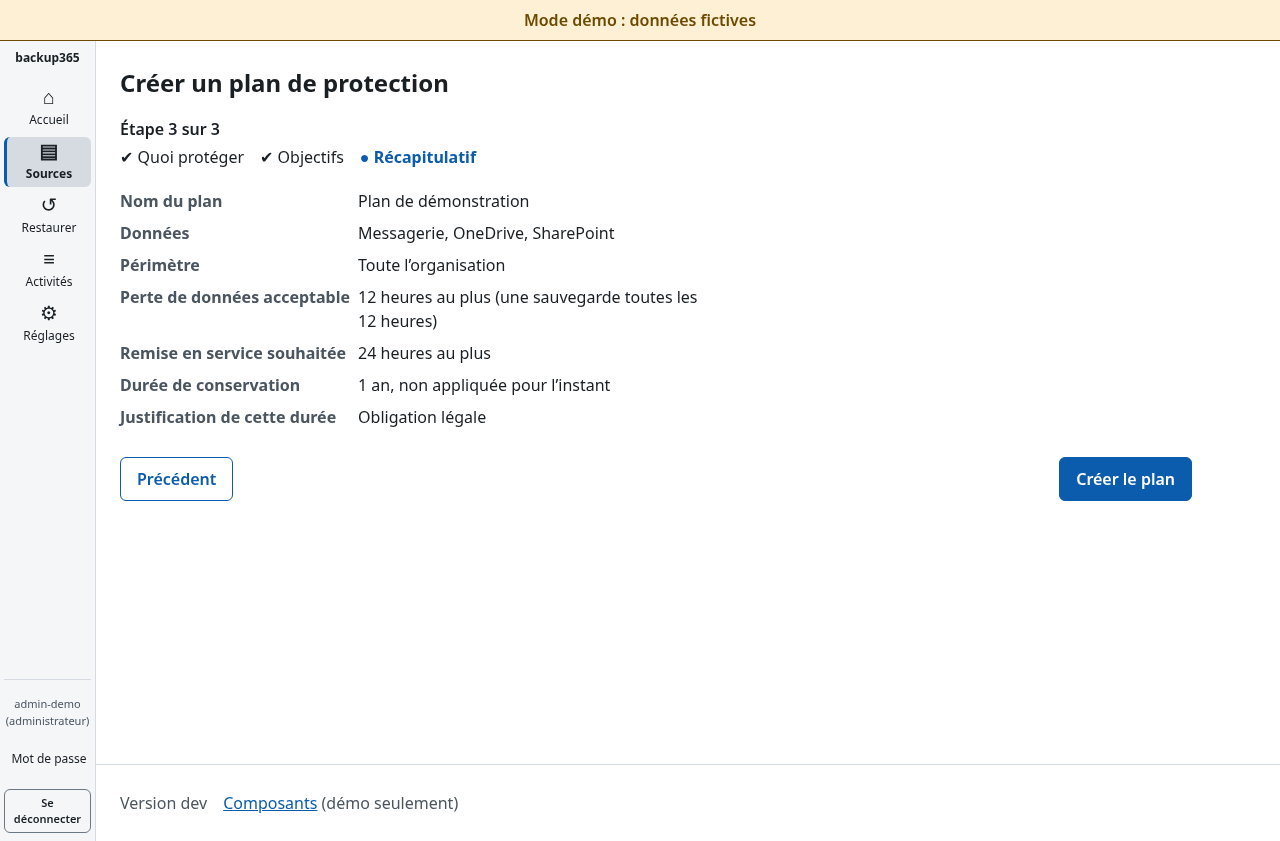 Mode démo : données fictives
backup365
⌂
Accueil
▤
Sources
↺
Restaurer
≡
Activités
⚙
Réglages
admin-demo
(administrateur)
Mot de passe
Se
déconnecter
Créer un plan de protection
Étape 3 sur 3
✔ Quoi protéger ✔ Objectifs ● Récapitulatif
Nom du plan Plan de démonstration
Données Messagerie, OneDrive, SharePoint
Périmètre Toute l’organisation
Perte de données acceptable 12 heures au plus (une sauvegarde toutes les
12 heures)
Remise en service souhaitée 24 heures au plus
Durée de conservation 1 an, non appliquée pour l’instant
Justification de cette durée Obligation légale
Précédent Créer le plan
Version dev Composants (démo seulement)